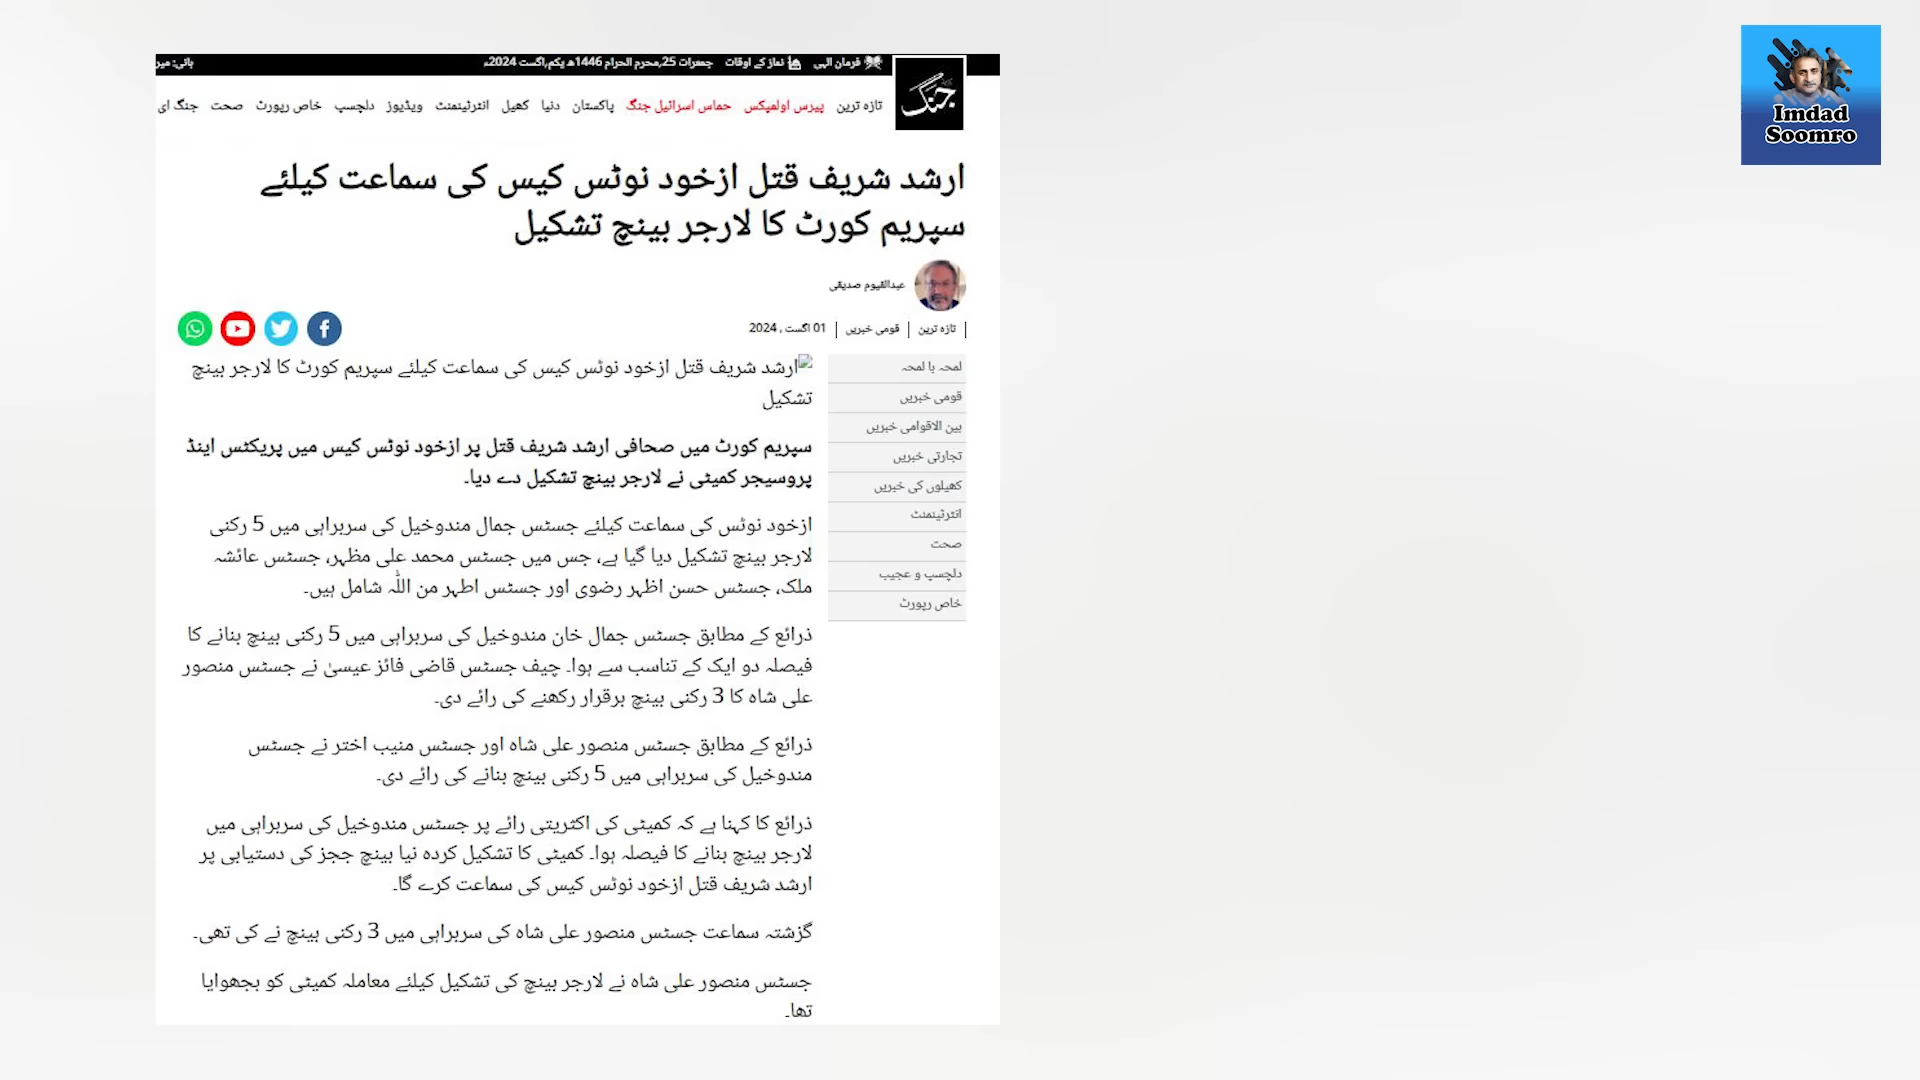 فرمان الٰہی نماز کے اوقات جمعرات 25,محرم الحرام 1446ھ یکم,اگست 2024ء
بانی: میر
جنگ
تازہ ترین پیرس اولمپکس حماس اسرائیل جنگ پاکستان دنیا کھیل انٹرٹینمنٹ ویڈیوز دلچسپ خاص رپورٹ صحت جنگ ای
Imdad
Soomro
ارشد شریف قتل ازخود نوٹس کیس کی سماعت کیلئے
سپریم کورٹ کا لارجر بینچ تشکیل
عبدالقیوم صدیقی
تازہ ترین | قومی خبریں | 01 اگست ، 2024
لمحہ با لمحہ
قومی خبریں
بین الاقوامی خبریں
تجارتی خبریں
کھیلوں کی خبریں
انٹرٹینمنٹ
صحت
دلچسپ و عجیب
خاص رپورٹ
ارشد شریف قتل ازخود نوٹس کیس کی سماعت کیلئے سپریم کورٹ کا لارجر بینچ
تشکیل
سپریم کورٹ میں صحافی ارشد شریف قتل پر ازخود نوٹس کیس میں پریکٹس اینڈ
پروسیجر کمیٹی نے لارجر بینچ تشکیل دے دیا۔
ازخود نوٹس کی سماعت کیلئے جسٹس جمال مندوخیل کی سربراہی میں 5 رکنی
لارجر بینچ تشکیل دیا گیا ہے، جس میں جسٹس محمد علی مظہر، جسٹس عائشہ
ملک، جسٹس حسن اظہر رضوی اور جسٹس اطہر من اللّٰہ شامل ہیں۔
ذرائع کے مطابق جسٹس جمال خان مندوخیل کی سربراہی میں 5 رکنی بینچ بنانے کا
فیصلہ دو ایک کے تناسب سے ہوا۔ چیف جسٹس قاضی فائز عیسیٰ نے جسٹس منصور
علی شاہ کا 3 رکنی بینچ برقرار رکھنے کی رائے دی۔
ذرائع کے مطابق جسٹس منصور علی شاہ اور جسٹس منیب اختر نے جسٹس
مندوخیل کی سربراہی میں 5 رکنی بینچ بنانے کی رائے دی۔
ذرائع کا کہنا ہے کہ کمیٹی کی اکثریتی رائے پر جسٹس مندوخیل کی سربراہی میں
لارجر بینچ بنانے کا فیصلہ ہوا۔ کمیٹی کا تشکیل کردہ نیا بینچ ججز کی دستیابی پر
ارشد شریف قتل ازخود نوٹس کیس کی سماعت کرے گا۔
گزشتہ سماعت جسٹس منصور علی شاہ کی سربراہی میں 3 رکنی بینچ نے کی تھی۔
جسٹس منصور علی شاہ نے لارجر بینچ کی تشکیل کیلئے معاملہ کمیٹی کو بجھوایا
تھا۔